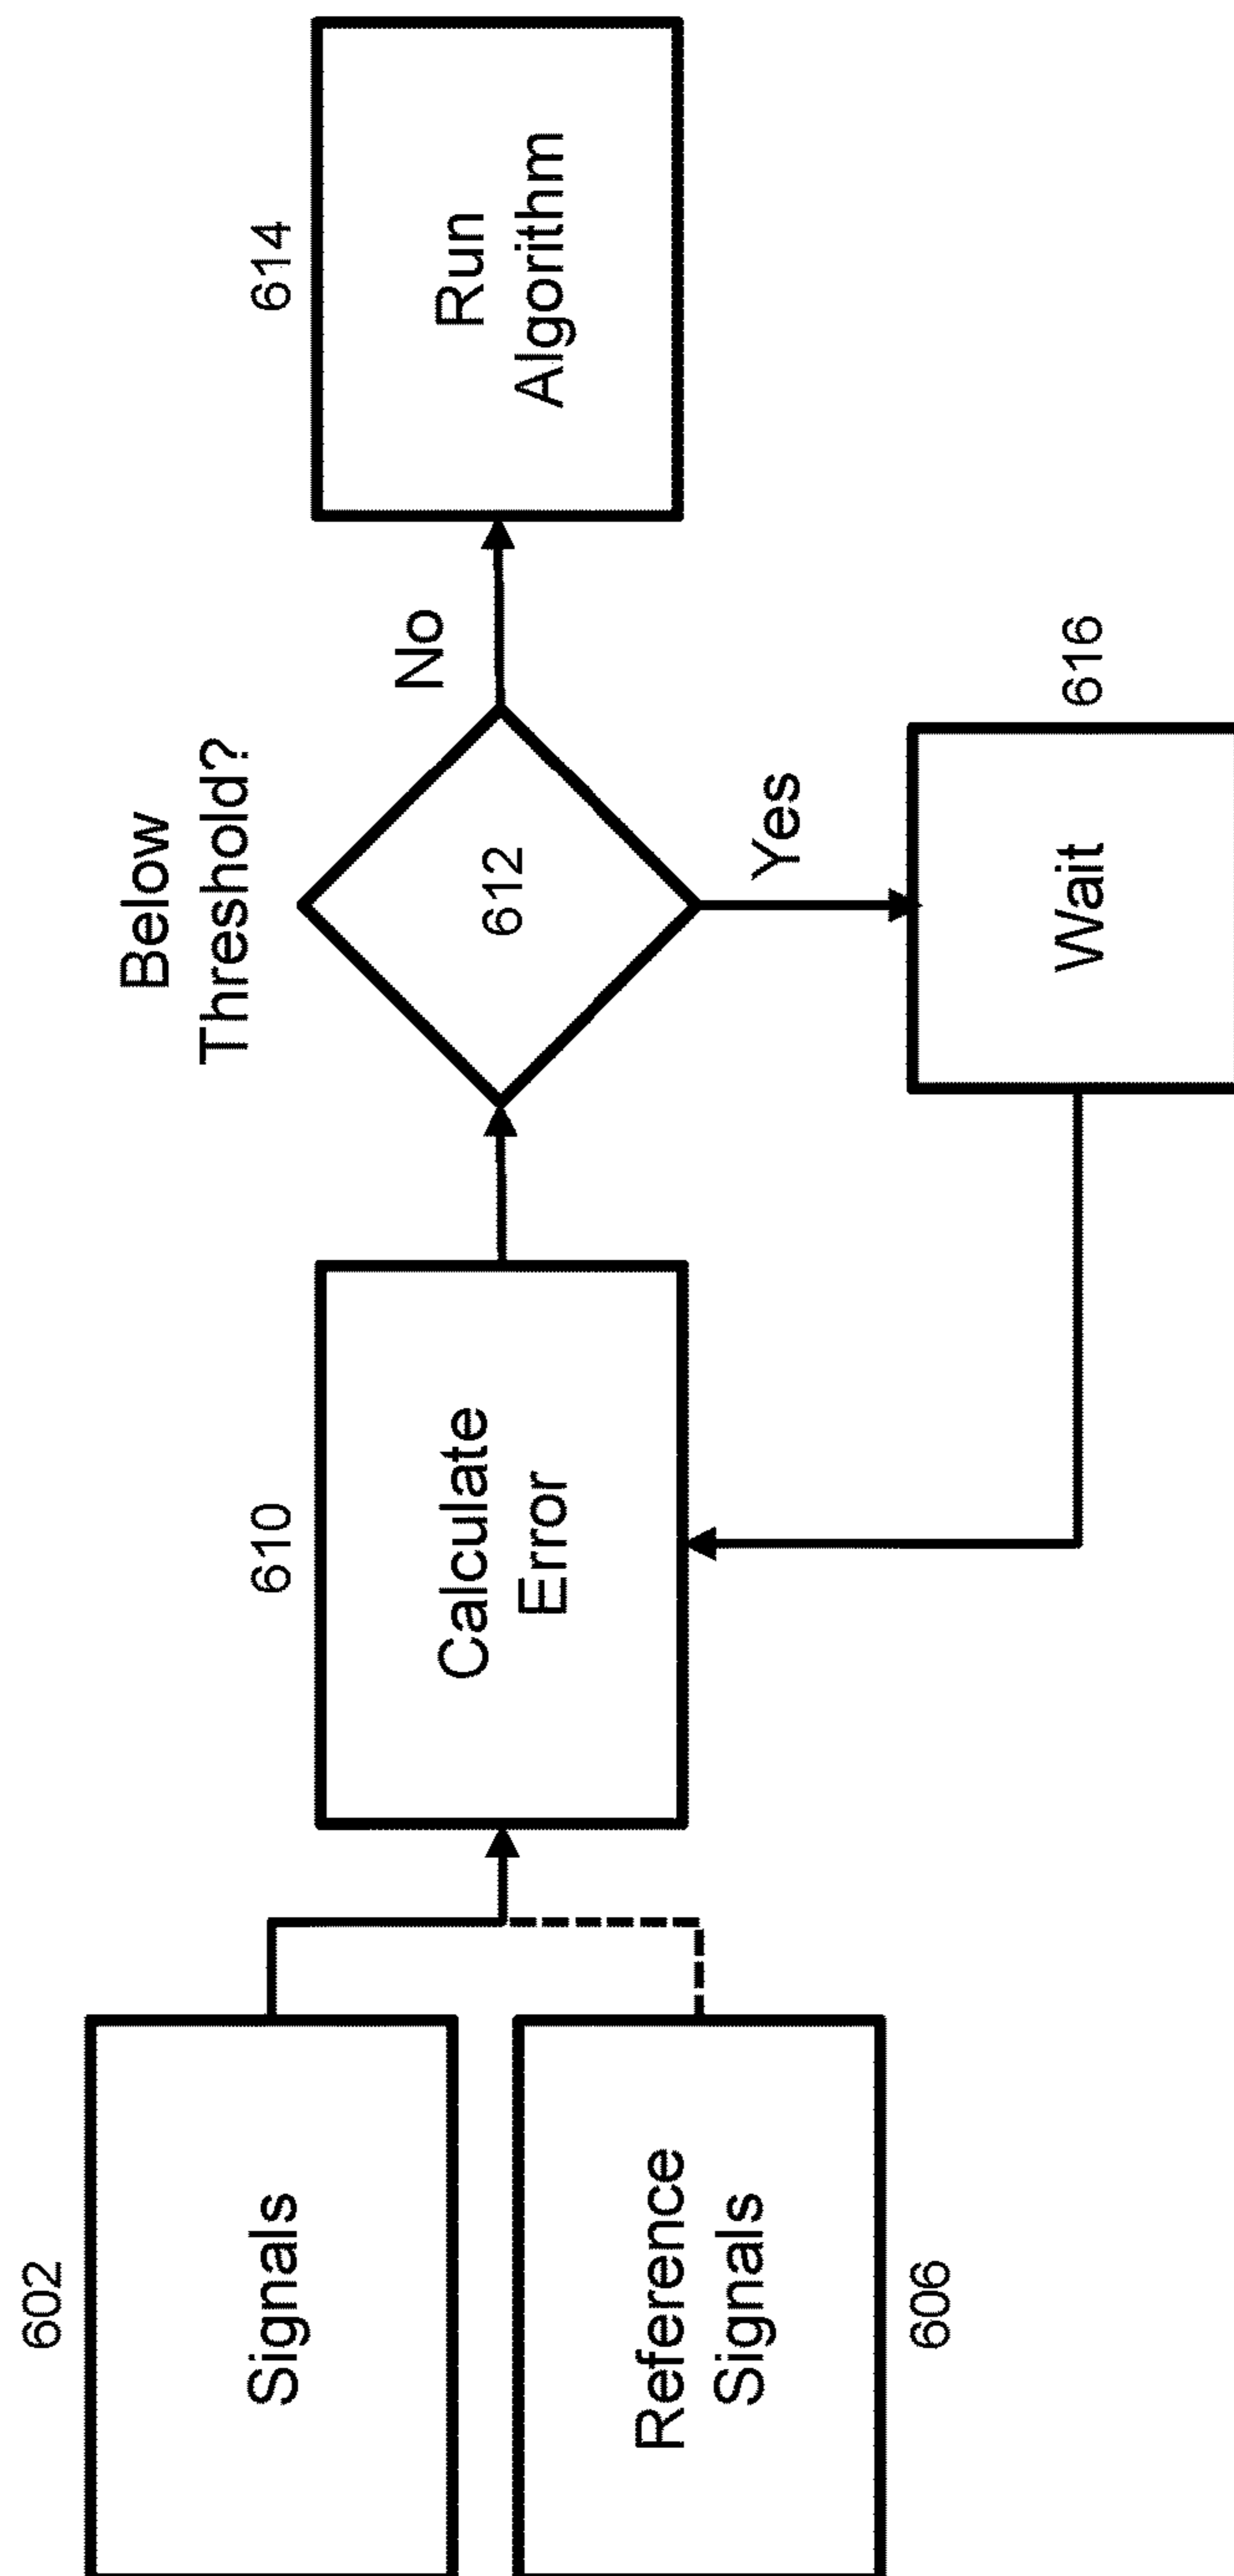 602
Signals
Reference
Signals
606
610
Calculate
Error
Below
Threshold?
612
No
Yes
614
Run
Algorithm
Wait
616